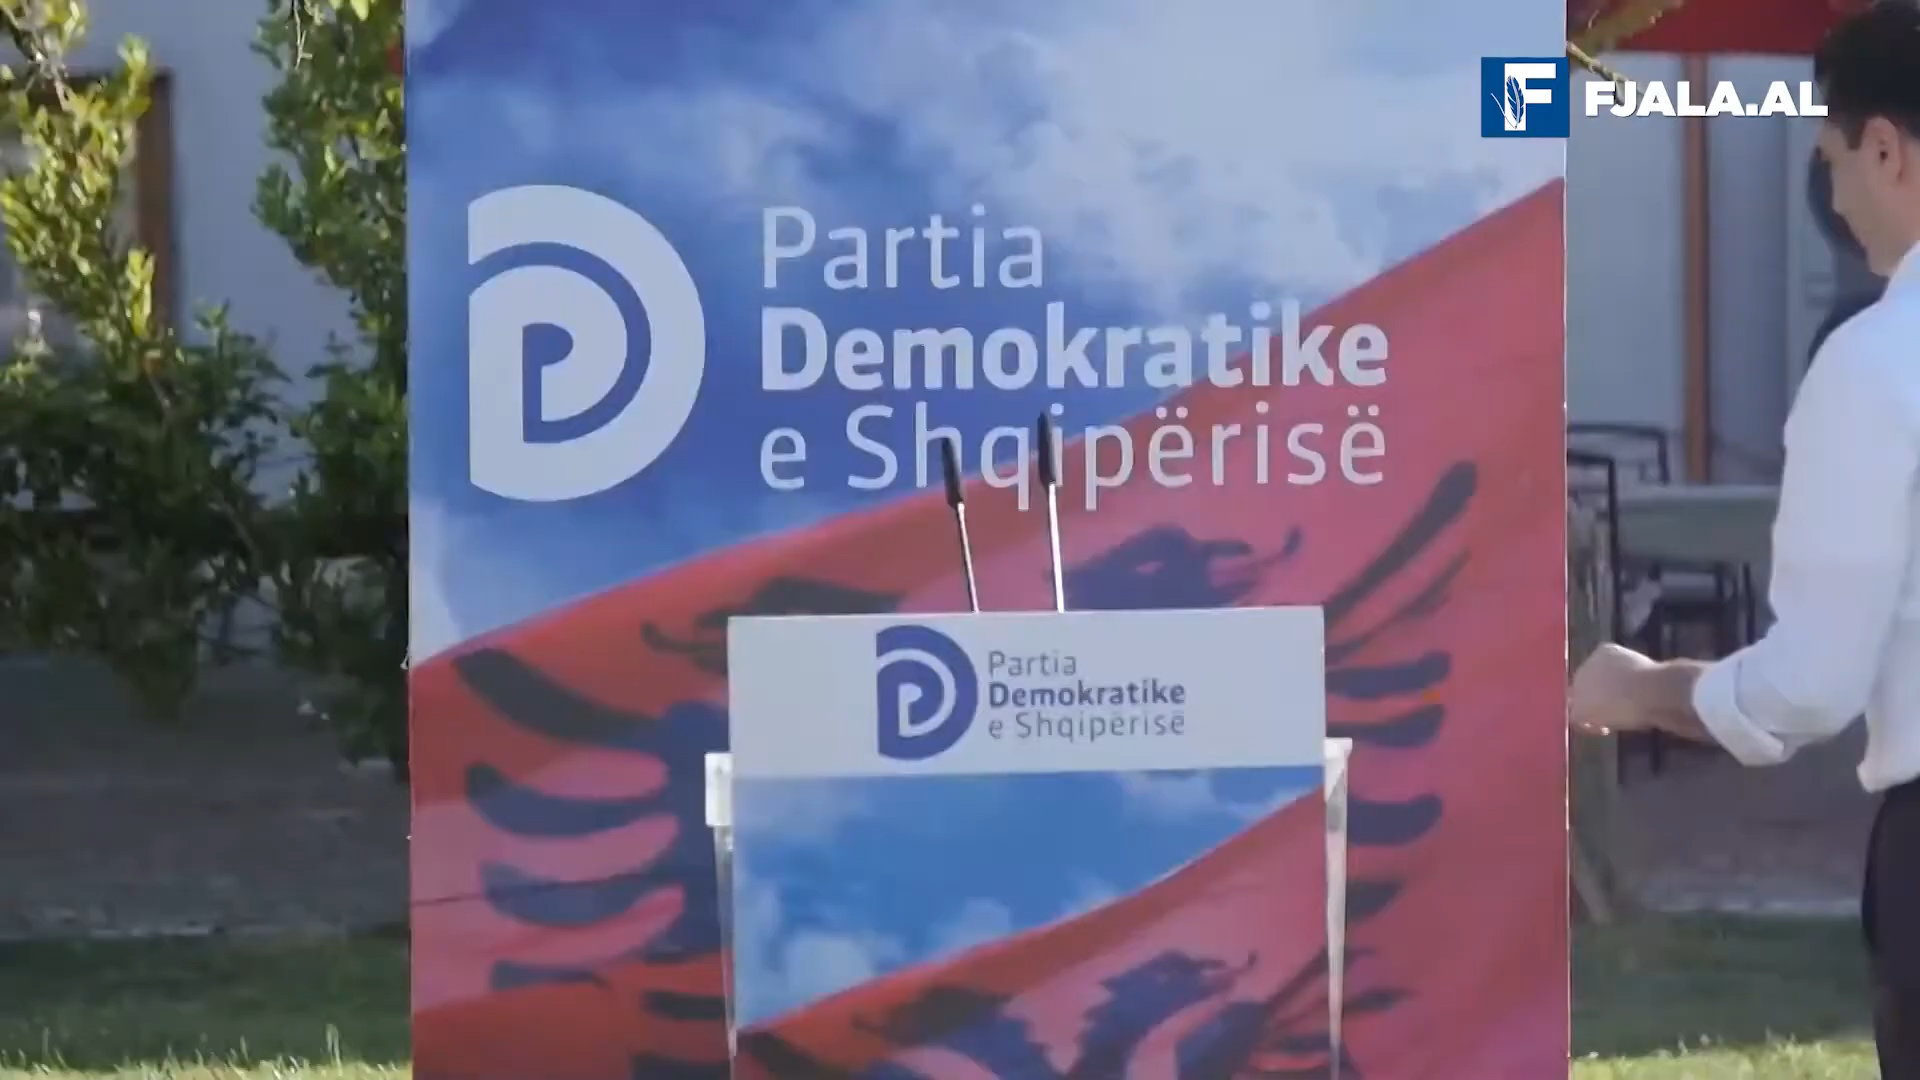 FJALA.AL
Partia
Demokratike
e Shqipërisë
Partia
Demokratike
e Shqipërisë